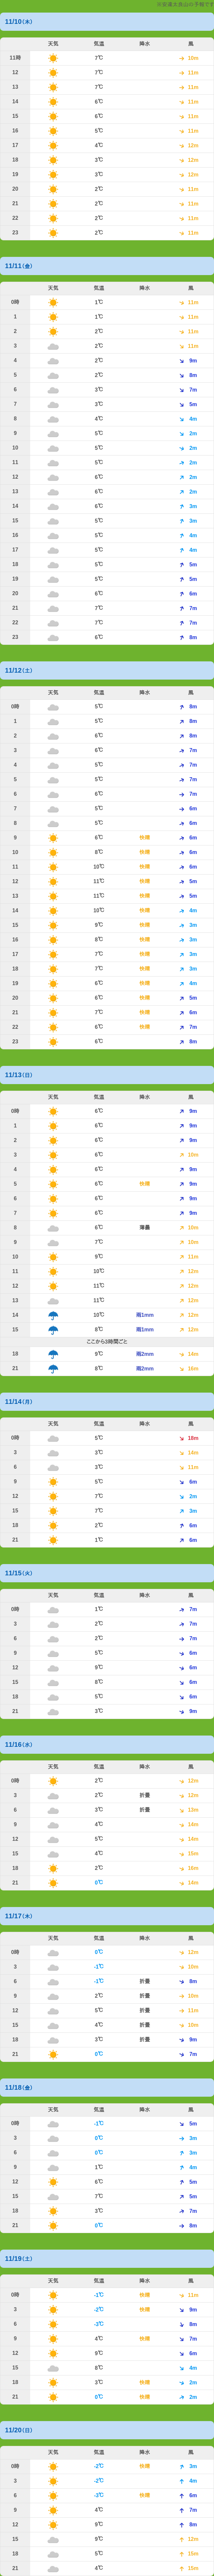 ※安達太良山の予報です
11/10(木)
天気 気温 降水 風
11時 7℃ 10m
12 7℃ 11m
13 7℃ 11m
14 6℃ 11m
15 6℃ 11m
16 5℃ 11m
17 4℃ 12m
18 3℃ 12m
19 3℃ 12m
20 2℃ 11m
21 2℃ 11m
22 2℃ 11m
23 2℃ 11m
11/11(金)
天気 気温 降水 風
0時 1℃ 11m
1 1℃ 11m
2 2℃ 11m
3 2℃ 11m
4 2℃ 9m
5 2℃ 8m
6 3℃ 7m
7 3℃ 5m
8 4℃ 4m
9 5℃ 2m
10 5℃ 2m
11 5℃ 2m
12 6℃ 2m
13 6℃ 2m
14 6℃ 3m
15 5℃ 3m
16 5℃ 4m
17 5℃ 4m
18 5℃ 5m
19 5℃ 5m
20 6℃ 6m
21 7℃ 7m
22 7℃ 7m
23 6℃ 8m
11/12(土)
天気 気温 降水 風
0時 5℃ 8m
1 5℃ 8m
2 6℃ 8m
3 6℃ 7m
4 5℃ 7m
5 5℃ 7m
6 6℃ 7m
7 5℃ 6m
8 5℃ 6m
9 6℃ 快晴 6m
10 8℃ 快晴 6m
11 10℃ 快晴 6m
12 11℃ 快晴 5m
13 11℃ 快晴 5m
14 10℃ 快晴 4m
15 9℃ 快晴 3m
16 8℃ 快晴 3m
17 7℃ 快晴 3m
18 7℃ 快晴 3m
19 6℃ 快晴 4m
20 6℃ 快晴 5m
21 7℃ 快晴 6m
22 6℃ 快晴 7m
23 6℃ 8m
11/13(日)
天気 気温 降水 風
0時 6℃ 9m
1 6℃ 9m
2 6℃ 9m
3 6℃ 10m
4 6℃ 9m
5 6℃ 快晴 9m
6 6℃ 9m
7 6℃ 9m
8 6℃ 薄曇 10m
9 7℃ 10m
10 9℃ 11m
11 10℃ 12m
12 11℃ 12m
13 11℃ 12m
14 10℃ 雨1mm 12m
15 8℃ 雨1mm 12m
ここから3時間ごと
18 9℃ 雨2mm 14m
21 8℃ 雨2mm 16m
11/14(月)
天気 気温 降水 風
0時 5℃ 18m
3 3℃ 14m
6 3℃ 11m
9 5℃ 6m
12 7℃ 2m
15 7℃ 3m
18 2℃ 6m
21 1℃ 6m
11/15(火)
天気 気温 降水 風
0時 1℃ 7m
3 2℃ 7m
6 2℃ 7m
9 5℃ 6m
12 9℃ 6m
15 8℃ 6m
18 5℃ 6m
21 3℃ 9m
11/16(水)
天気 気温 降水 風
0時 2℃ 12m
3 2℃ 折曇 12m
6 3℃ 折曇 13m
9 4℃ 14m
12 5℃ 14m
15 4℃ 15m
18 2℃ 16m
21 0℃ 14m
11/17(木)
天気 気温 降水 風
0時 0℃ 12m
3 -1℃ 10m
6 -1℃ 折曇 8m
9 2℃ 折曇 10m
12 5℃ 折曇 11m
15 4℃ 折曇 10m
18 3℃ 折曇 9m
21 0℃ 7m
11/18(金)
天気 気温 降水 風
0時 -1℃ 5m
3 0℃ 3m
6 0℃ 3m
9 1℃ 4m
12 6℃ 5m
15 7℃ 5m
18 3℃ 7m
21 0℃ 8m
11/19(土)
天気 気温 降水 風
0時 -1℃ 快晴 11m
3 -2℃ 快晴 9m
6 -3℃ 8m
9 4℃ 快晴 7m
12 9℃ 6m
15 8℃ 4m
18 3℃ 快晴 2m
21 0℃ 快晴 2m
11/20(日)
天気 気温 降水 風
0時 -2℃ 快晴 3m
3 -2℃ 4m
6 -3℃ 快晴 6m
9 4℃ 7m
12 9℃ 8m
15 9℃ 12m
18 5℃ 15m
21 4℃ 15m